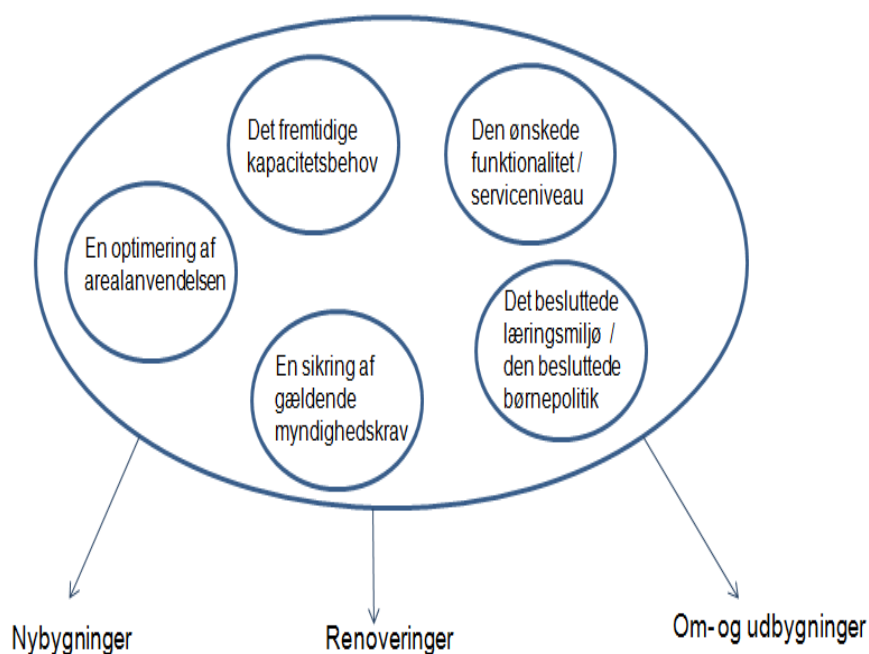 Det fremtidige
kapacitetsbehov
Den ønskede
funktionalitet /
serviceniveau
En optimering af
arealanvendelsen
Det besluttede
læringsmiljø /
den besluttede
børnepolitik
En sikring af
gældende
myndighedskrav
Nybygninger
Renoveringer
Om- og udbygninger